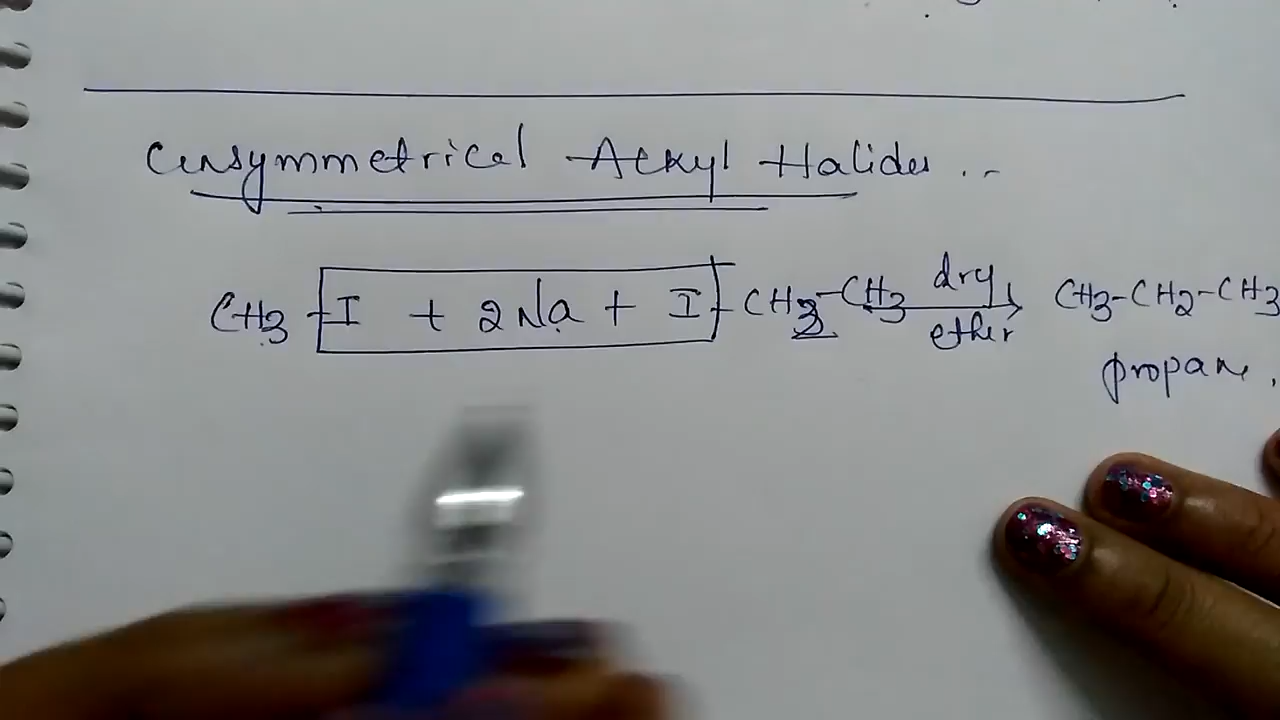 Unsymmetrical Alkyl Halides ..
CH3-I + 2Na + I-CH2-CH3 dry ether → CH3-CH2-CH3
propane.